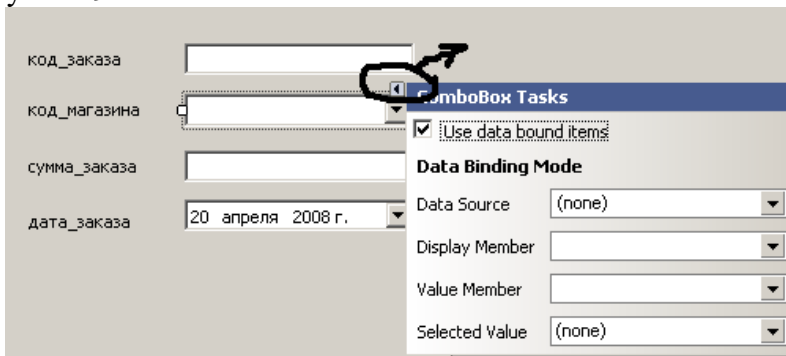 код_заказа
код_магазина
сумма_заказа
дата_заказа
20 апреля 2008 г.
ComboBox Tasks
Use data bound items
Data Binding Mode
Data Source (none)
Display Member
Value Member
Selected Value (none)